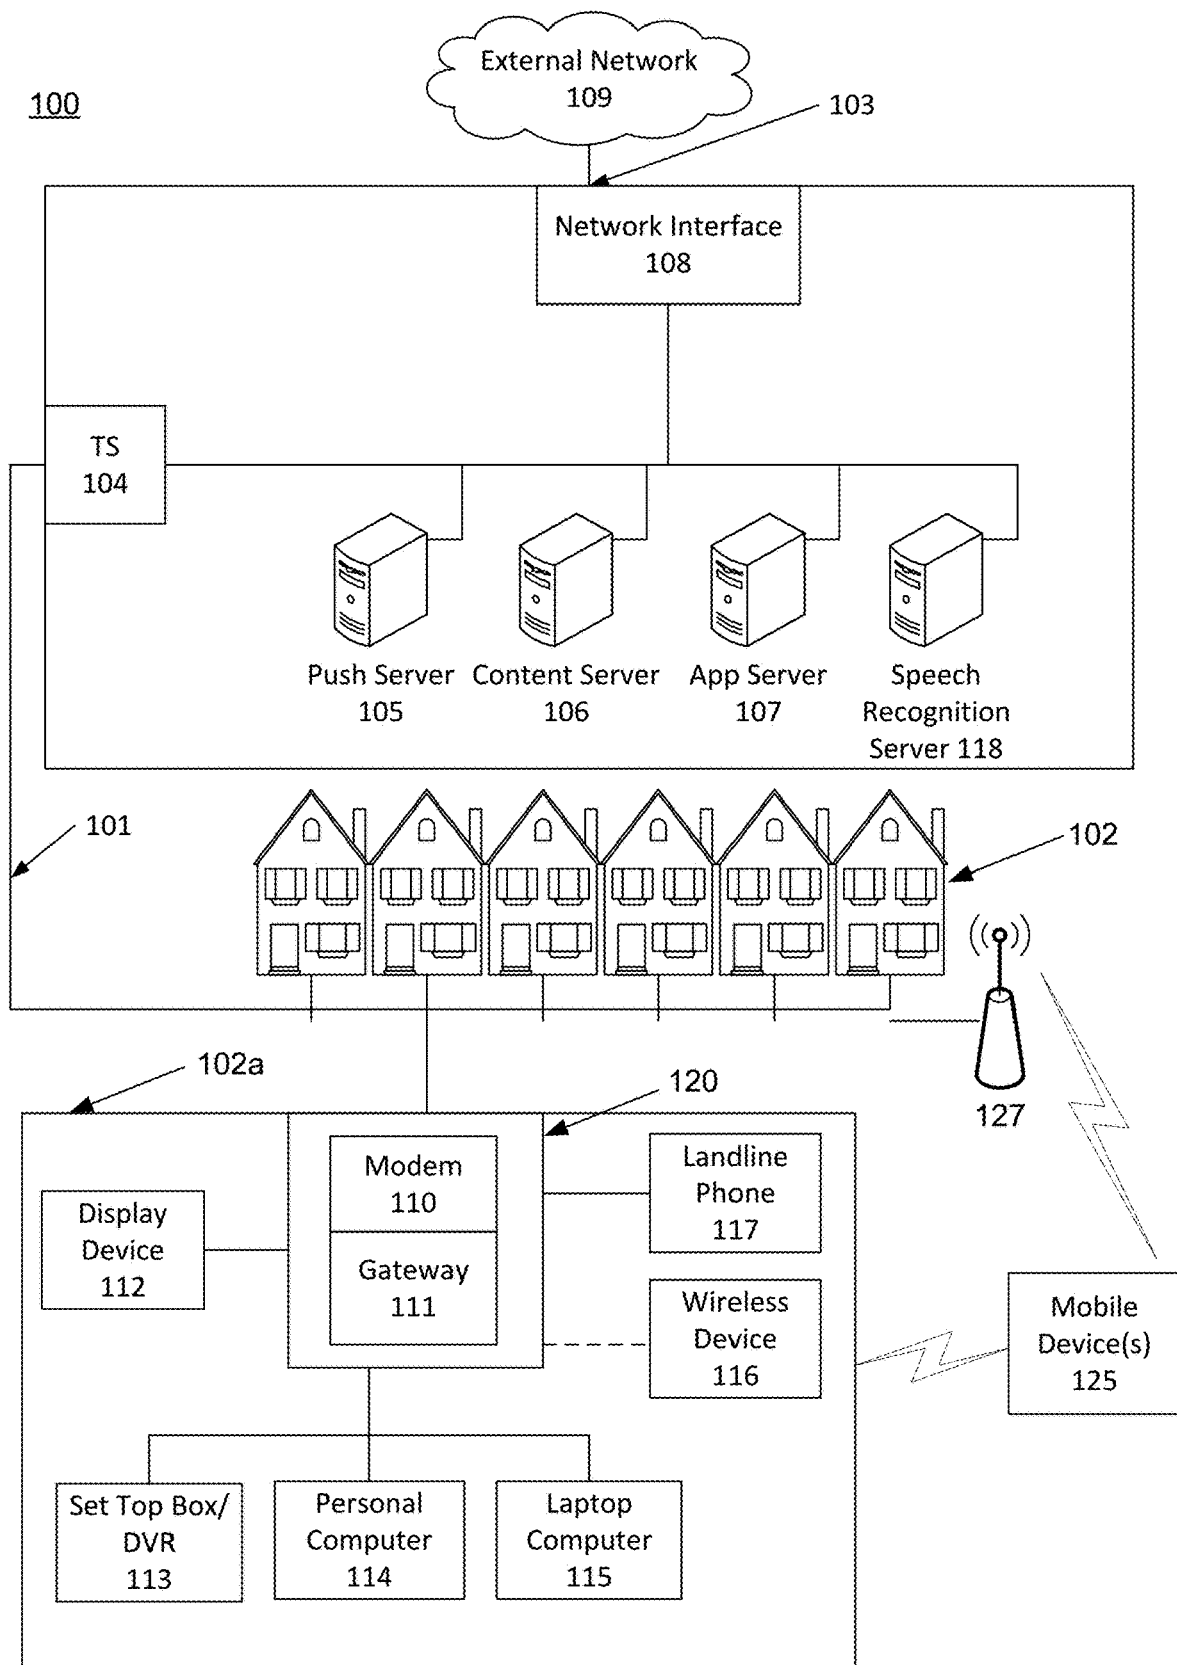 External Network
109
100
103
Network Interface
108
TS
104
Push Server
105
Content Server
106
App Server
107
Speech
Recognition
Server 118
101
102
127
102a
120
Modem
110
Gateway
111
Landline
Phone
117
Display
Device
112
Wireless
Device
116
Mobile
Device(s)
125
Set Top Box/
DVR
113
Personal
Computer
114
Laptop
Computer
115